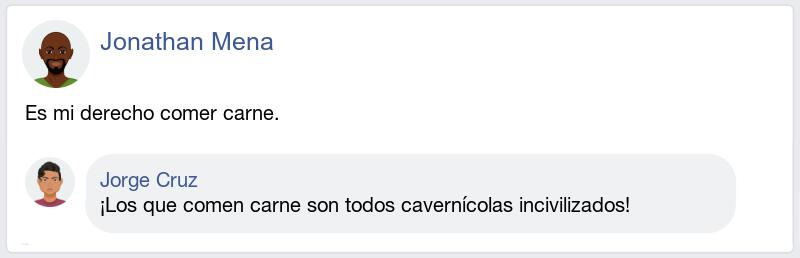 Jonathan Mena
Es mi derecho comer carne.
Jorge Cruz
¡Los que comen carne son todos cavernícolas incivilizados!